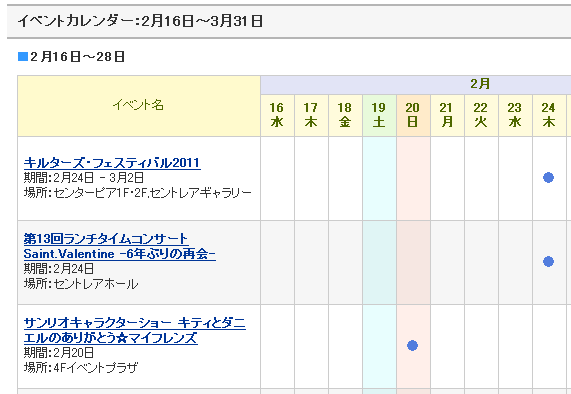 イベントカレンダー：2月16日～3月31日
■2月16日～28日
イベント名
2月
16 17 18 19 20 21 22 23 24
水 木 金 土 日 月 火 水 木
キルターズ・フェスティバル2011
期間：2月24日 - 3月2日
場所：センターピア1F・2F,セントレアギャラリー
第13回ランチタイムコンサート
Saint.Valentine -6年ぶりの再会-
期間：2月24日
場所：セントレアホール
サンリオキャラクターショー キティとダニ
エルのありがとう☆マイフレンズ
期間：2月20日
場所：4Fイベントプラザ